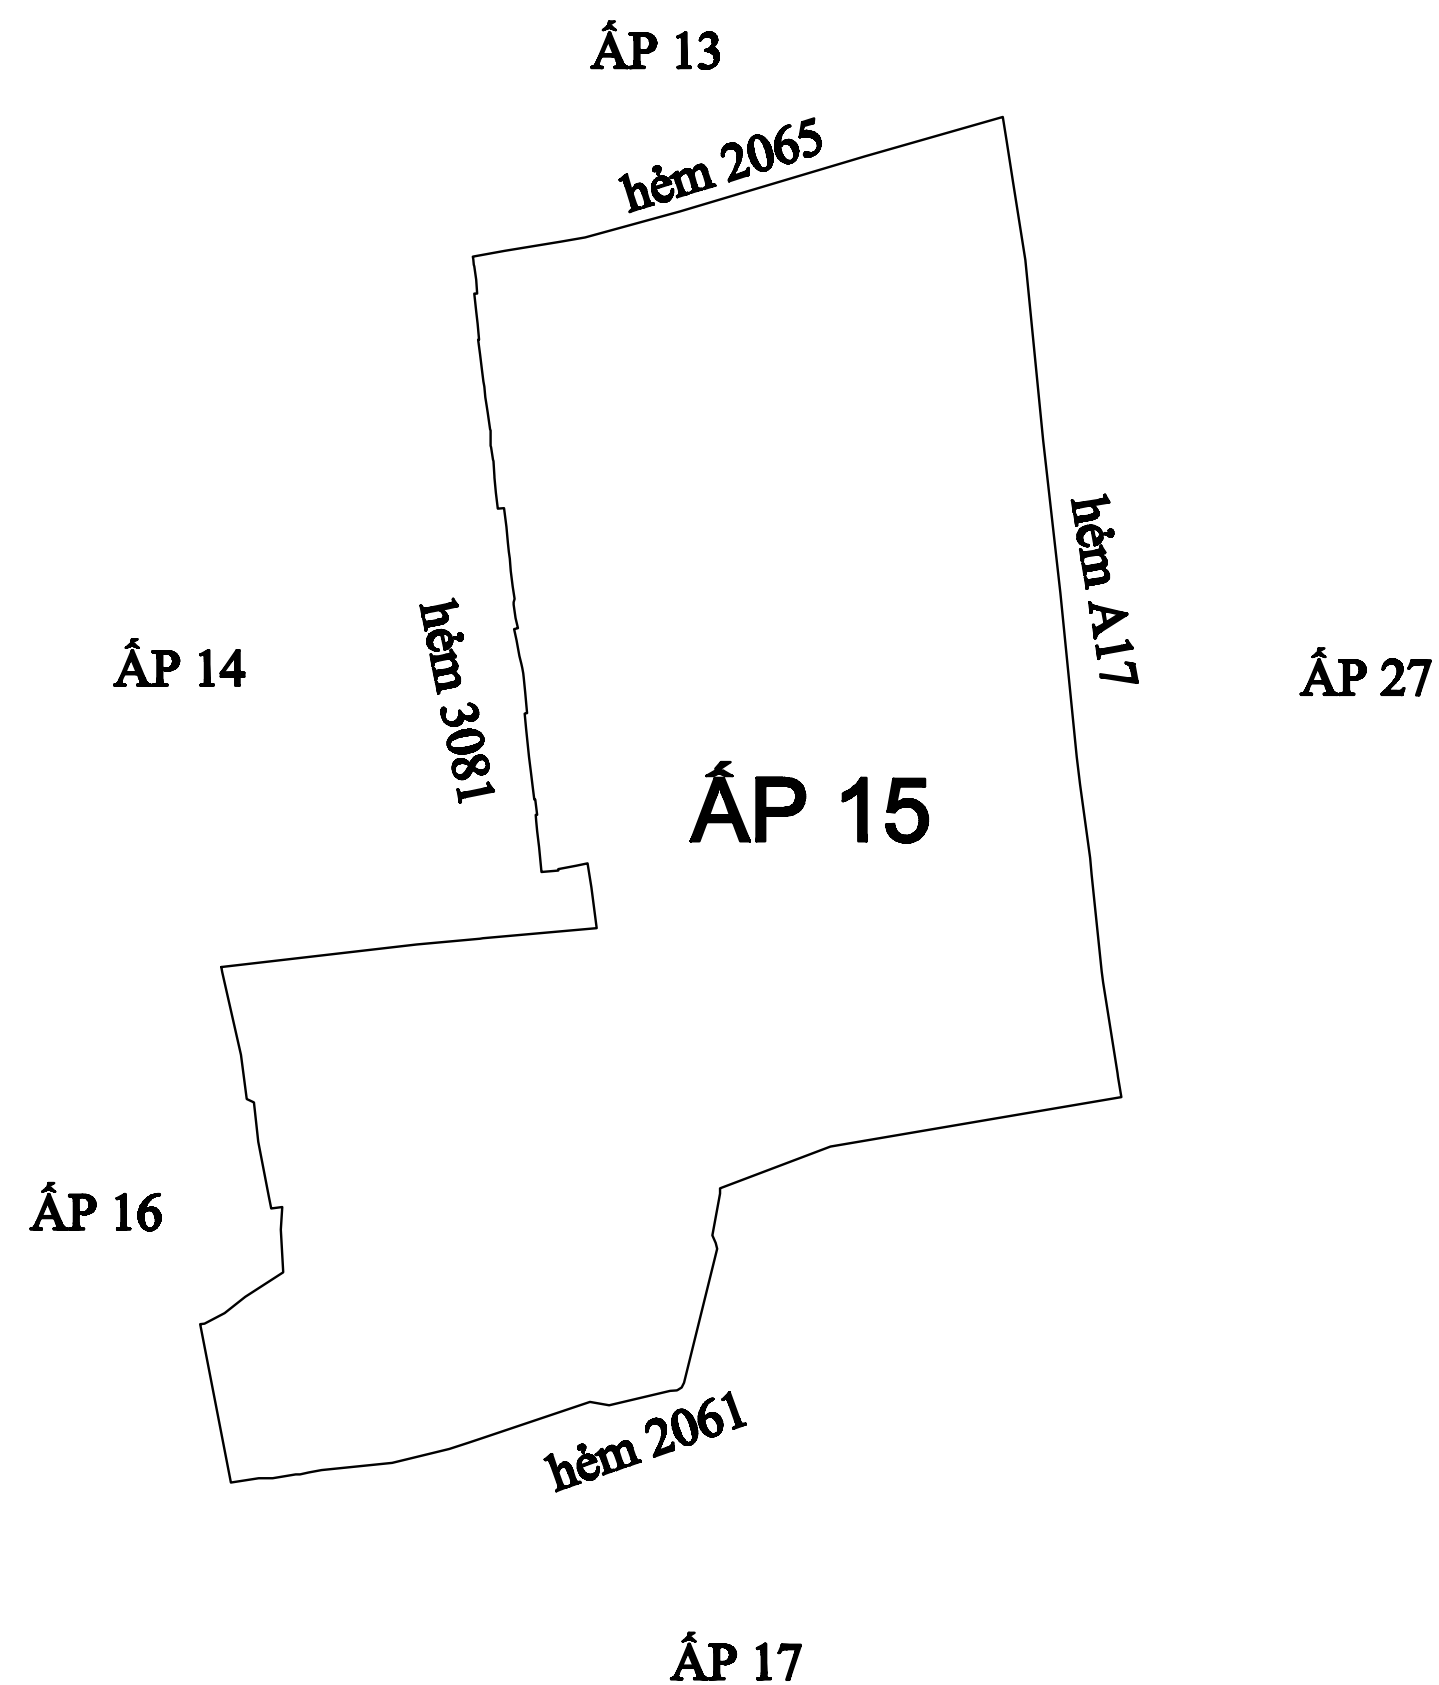 ẤP 13
hẻm 2065
hẻm A17
hẻm 3081
ẤP 14
ẤP 27
ẤP 15
ẤP 16
hẻm 2061
ẤP 17